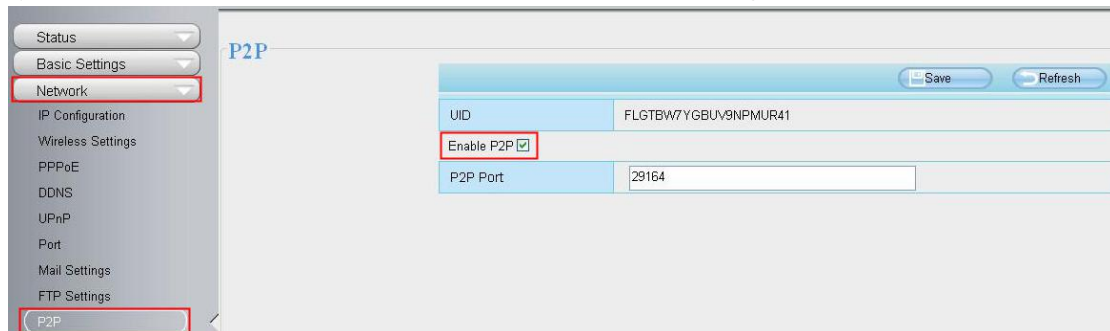 Status
Basic Settings
Network
IP Configuration
Wireless Settings
PPPoE
DDNS
UPnP
Port
Mail Settings
FTP Settings
P2P
P2P
Save Refresh
UID FLGTBW7YGBUV9NPMUR41
Enable P2P
P2P Port 29164